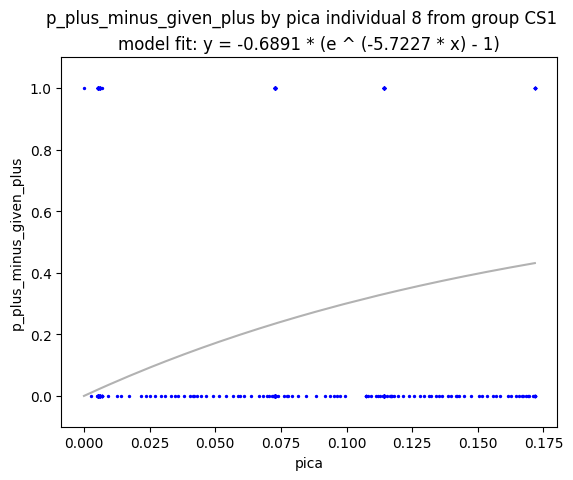 p_plus_minus_given_plus by pica individual 8 from group CS1
model fit: y = -0.6891 * (e ^ (-5.7227 * x) - 1)
1.0
0.8
0.6
0.4
0.2
0.0
p_plus_minus_given_plus
0.000 0.025 0.050 0.075 0.100 0.125 0.150 0.175
pica